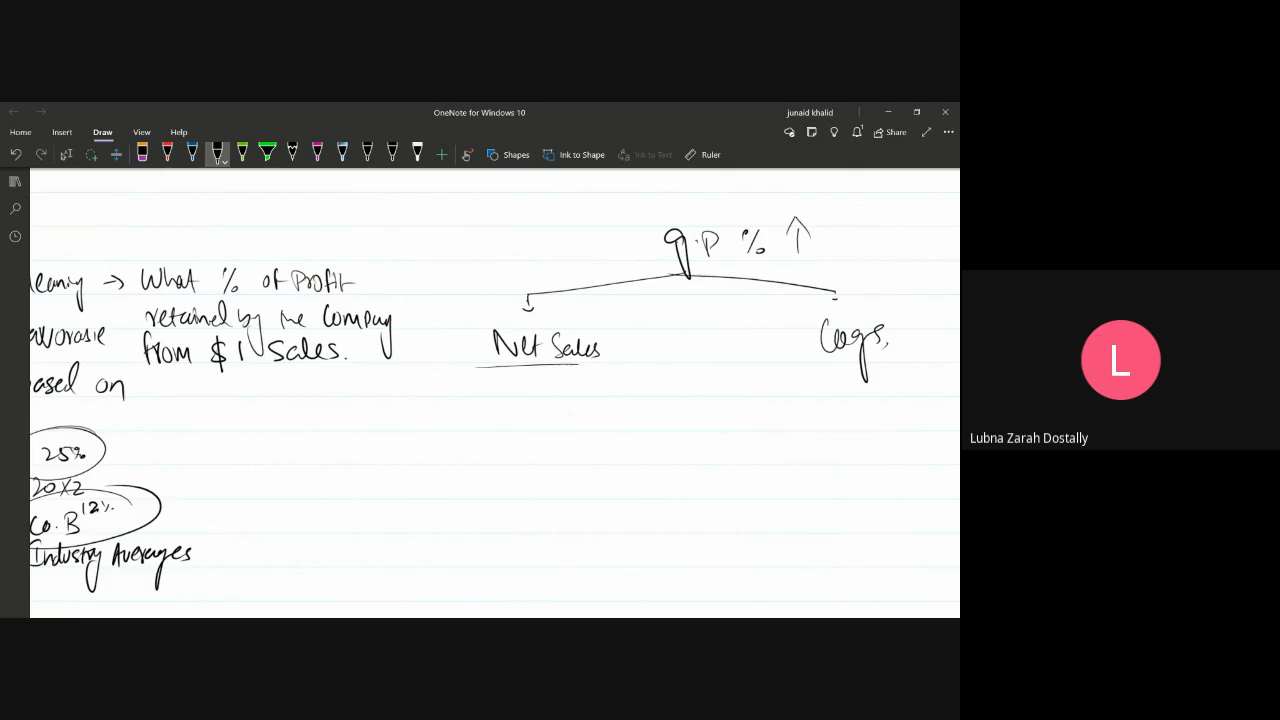 OneNote for Windows 10
junaid khalid
Home Insert Draw View Help
Share
Shapes Ink to Shape Ink to Text Ruler
G.P % ↑
eaning → What % of Profit
retained by the Company
from $1 Sales.
based on
Net Sales
Cogs,
25%
20X2
Co. B 12%
Industry Averages
L
Lubna Zarah Dostally